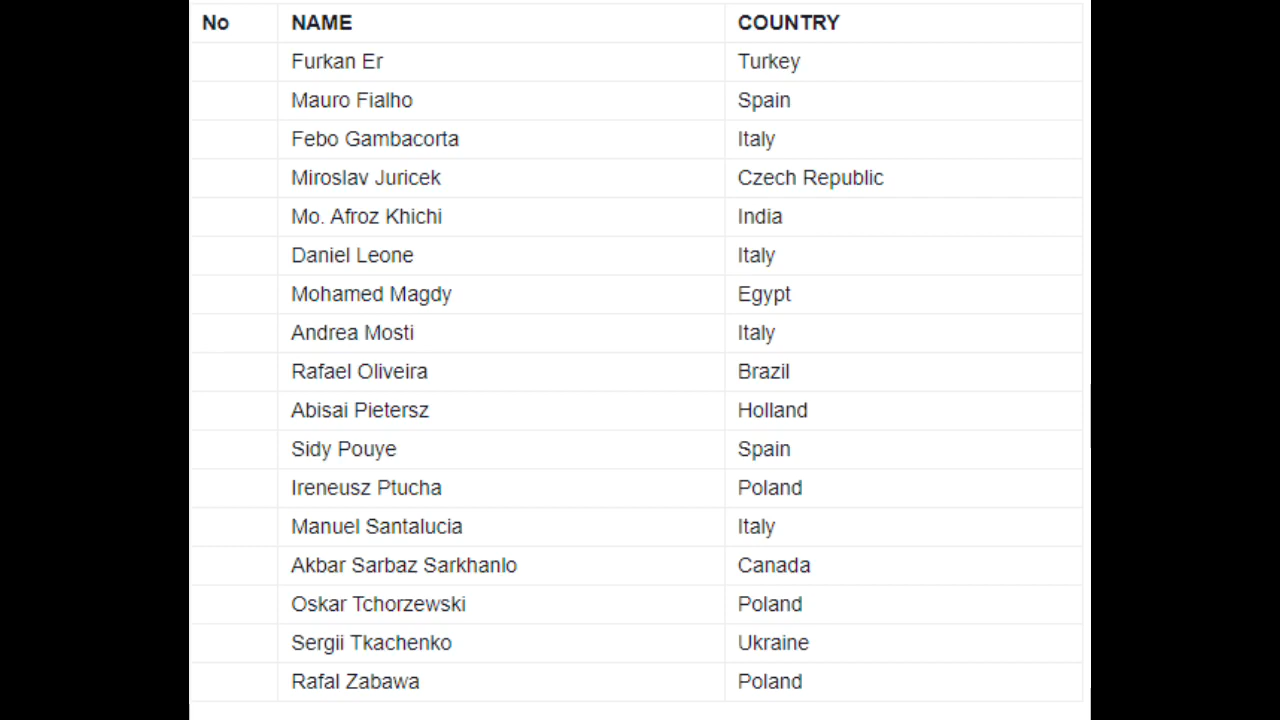 No NAME COUNTRY
Furkan Er Turkey
Mauro Fialho Spain
Febo Gambacorta Italy
Miroslav Juricek Czech Republic
Mo. Afroz Khichi India
Daniel Leone Italy
Mohamed Magdy Egypt
Andrea Mosti Italy
Rafael Oliveira Brazil
Abisai Pietersz Holland
Sidy Pouye Spain
Ireneusz Ptucha Poland
Manuel Santalucia Italy
Akbar Sarbaz Sarkhanlo Canada
Oskar Tchorzewski Poland
Sergii Tkachenko Ukraine
Rafal Zabawa Poland